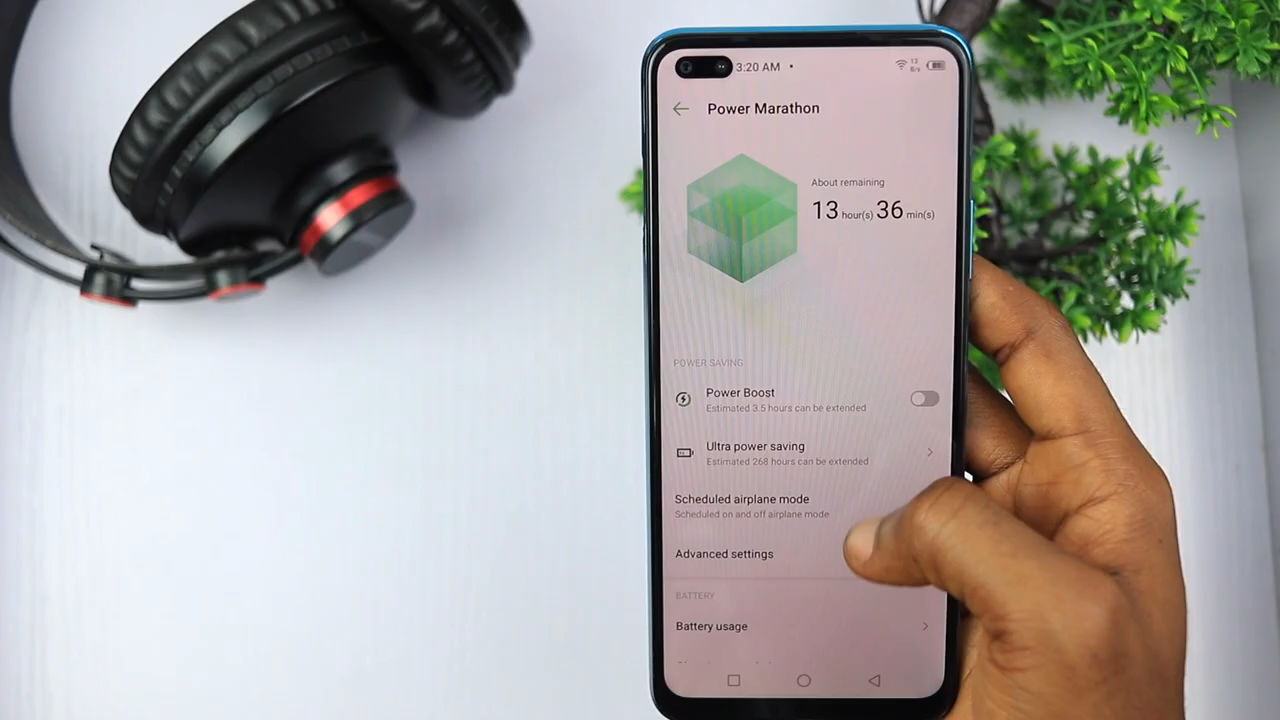 3:20 AM
Power Marathon
About remaining
13 hour(s) 36 min(s)
POWER SAVING
Power Boost
Estimated 3.5 hours can be extended
Ultra power saving
Estimated 268 hours can be extended
Scheduled airplane mode
Scheduled on and off airplane mode
Advanced settings
BATTERY
Battery usage